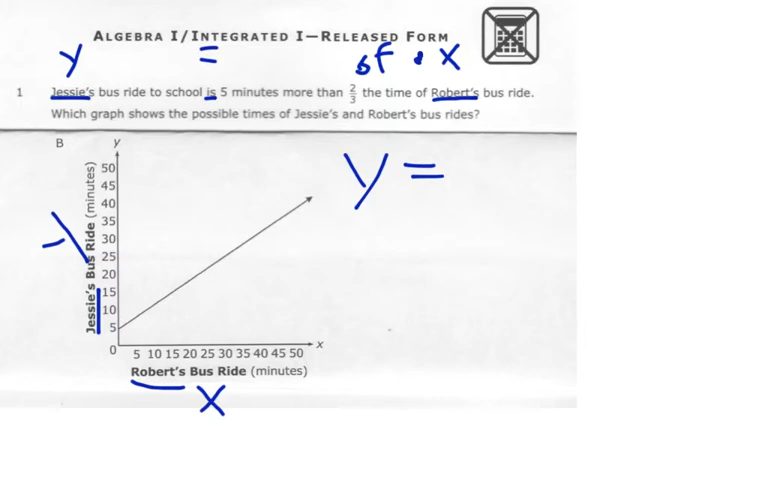 ALGEBRA I/INTEGRATED I—RELEASED FORM
y = of • x
1 Jessie's bus ride to school is 5 minutes more than 2/3 the time of Robert's bus ride.
Which graph shows the possible times of Jessie's and Robert's bus rides?
B
y
y =
Jessie's Bus Ride (minutes)
y
50
45
40
35
30
25
20
15
10
5
0
5 10 15 20 25 30 35 40 45 50
x
Robert's Bus Ride (minutes)
x